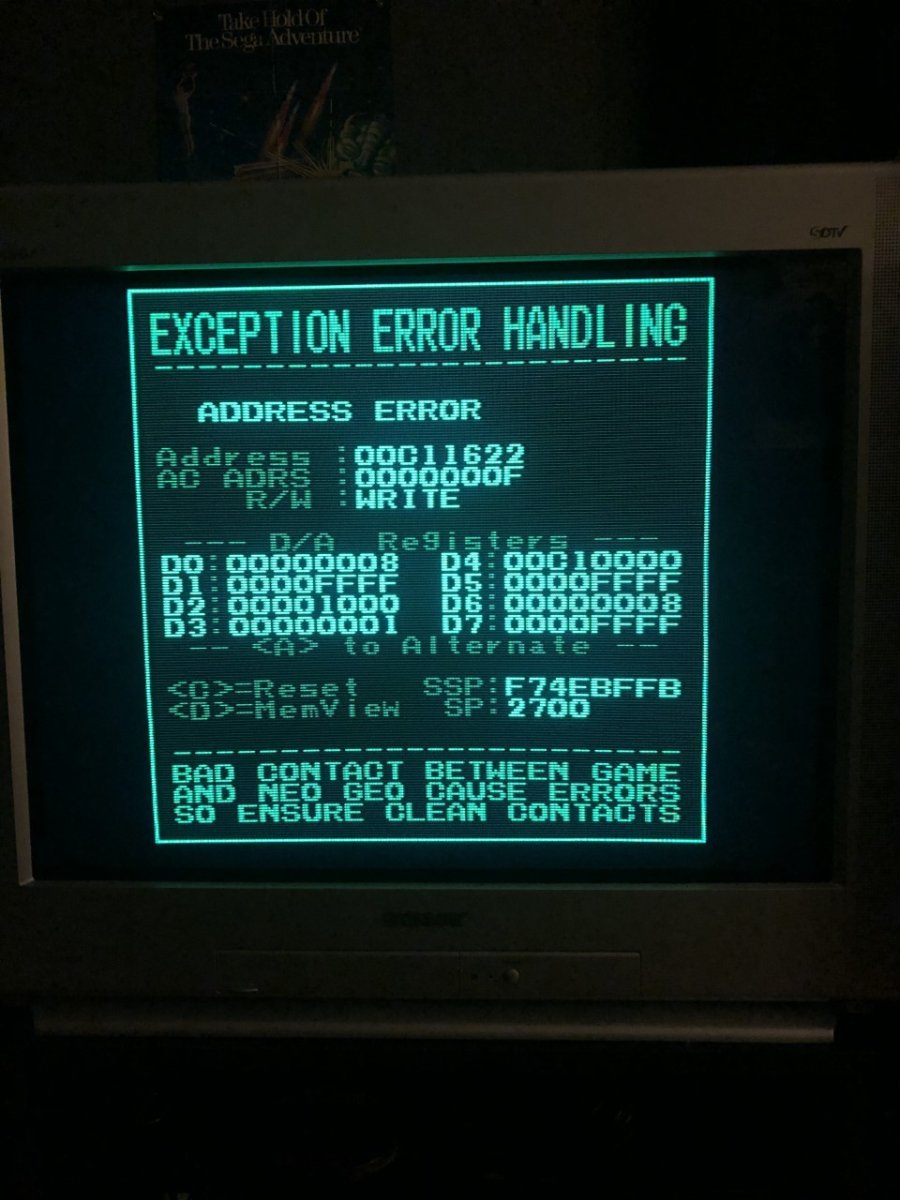 Take Hold Of
The Sega Adventure
SDTV
EXCEPTION ERROR HANDLING
-------------------------
ADDRESS ERROR
Address :00C11622
AC ADRS :0000000F
R/W :WRITE
--- D/A Registers ---
D0:00000008 D4:00C10000
D1:0000FFFF D5:0000FFFF
D2:00001000 D6:00000008
D3:00000001 D7:0000FFFF
-- <A> to Alternate --
<C>=Reset SSP:F74EBFFB
<D>=MemView SP:2700
-------------------------
BAD CONTACT BETWEEN GAME
AND NEO GEO CAUSE ERRORS
SO ENSURE CLEAN CONTACTS